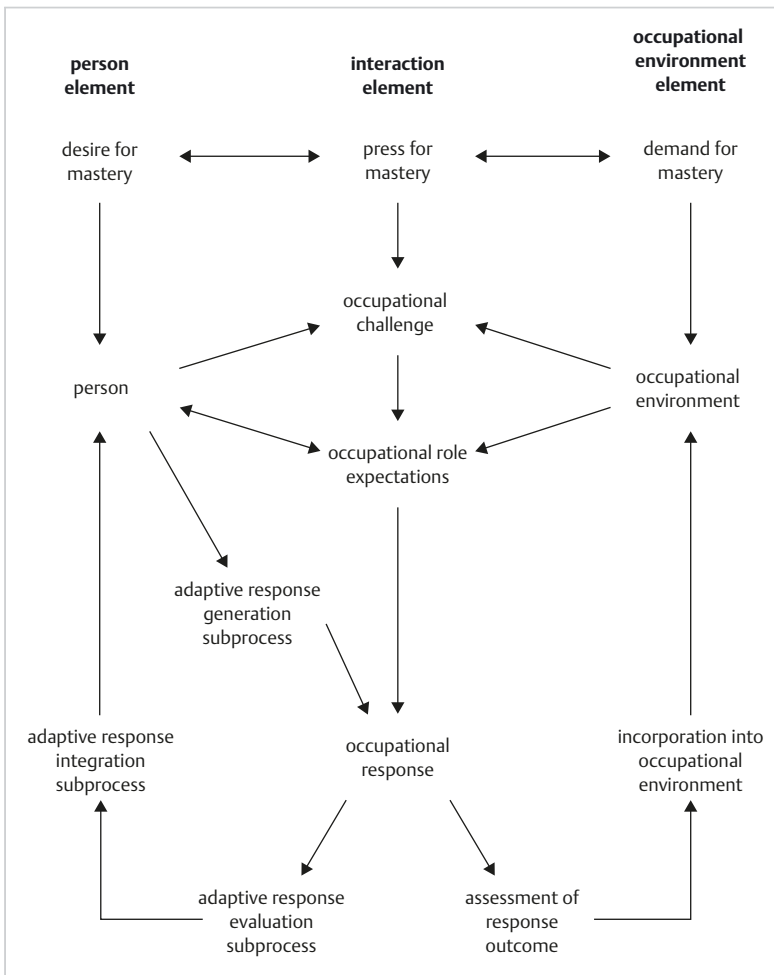 person
element
interaction
element
occupational
environment
element
desire for
mastery
press for
mastery
demand for
mastery
occupational
challenge
person
occupational
environment
occupational role
expectations
adaptive response
generation
subprocess
adaptive response
integration
subprocess
occupational
response
incorporation into
occupational
environment
adaptive response
evaluation
subprocess
assessment of
response
outcome